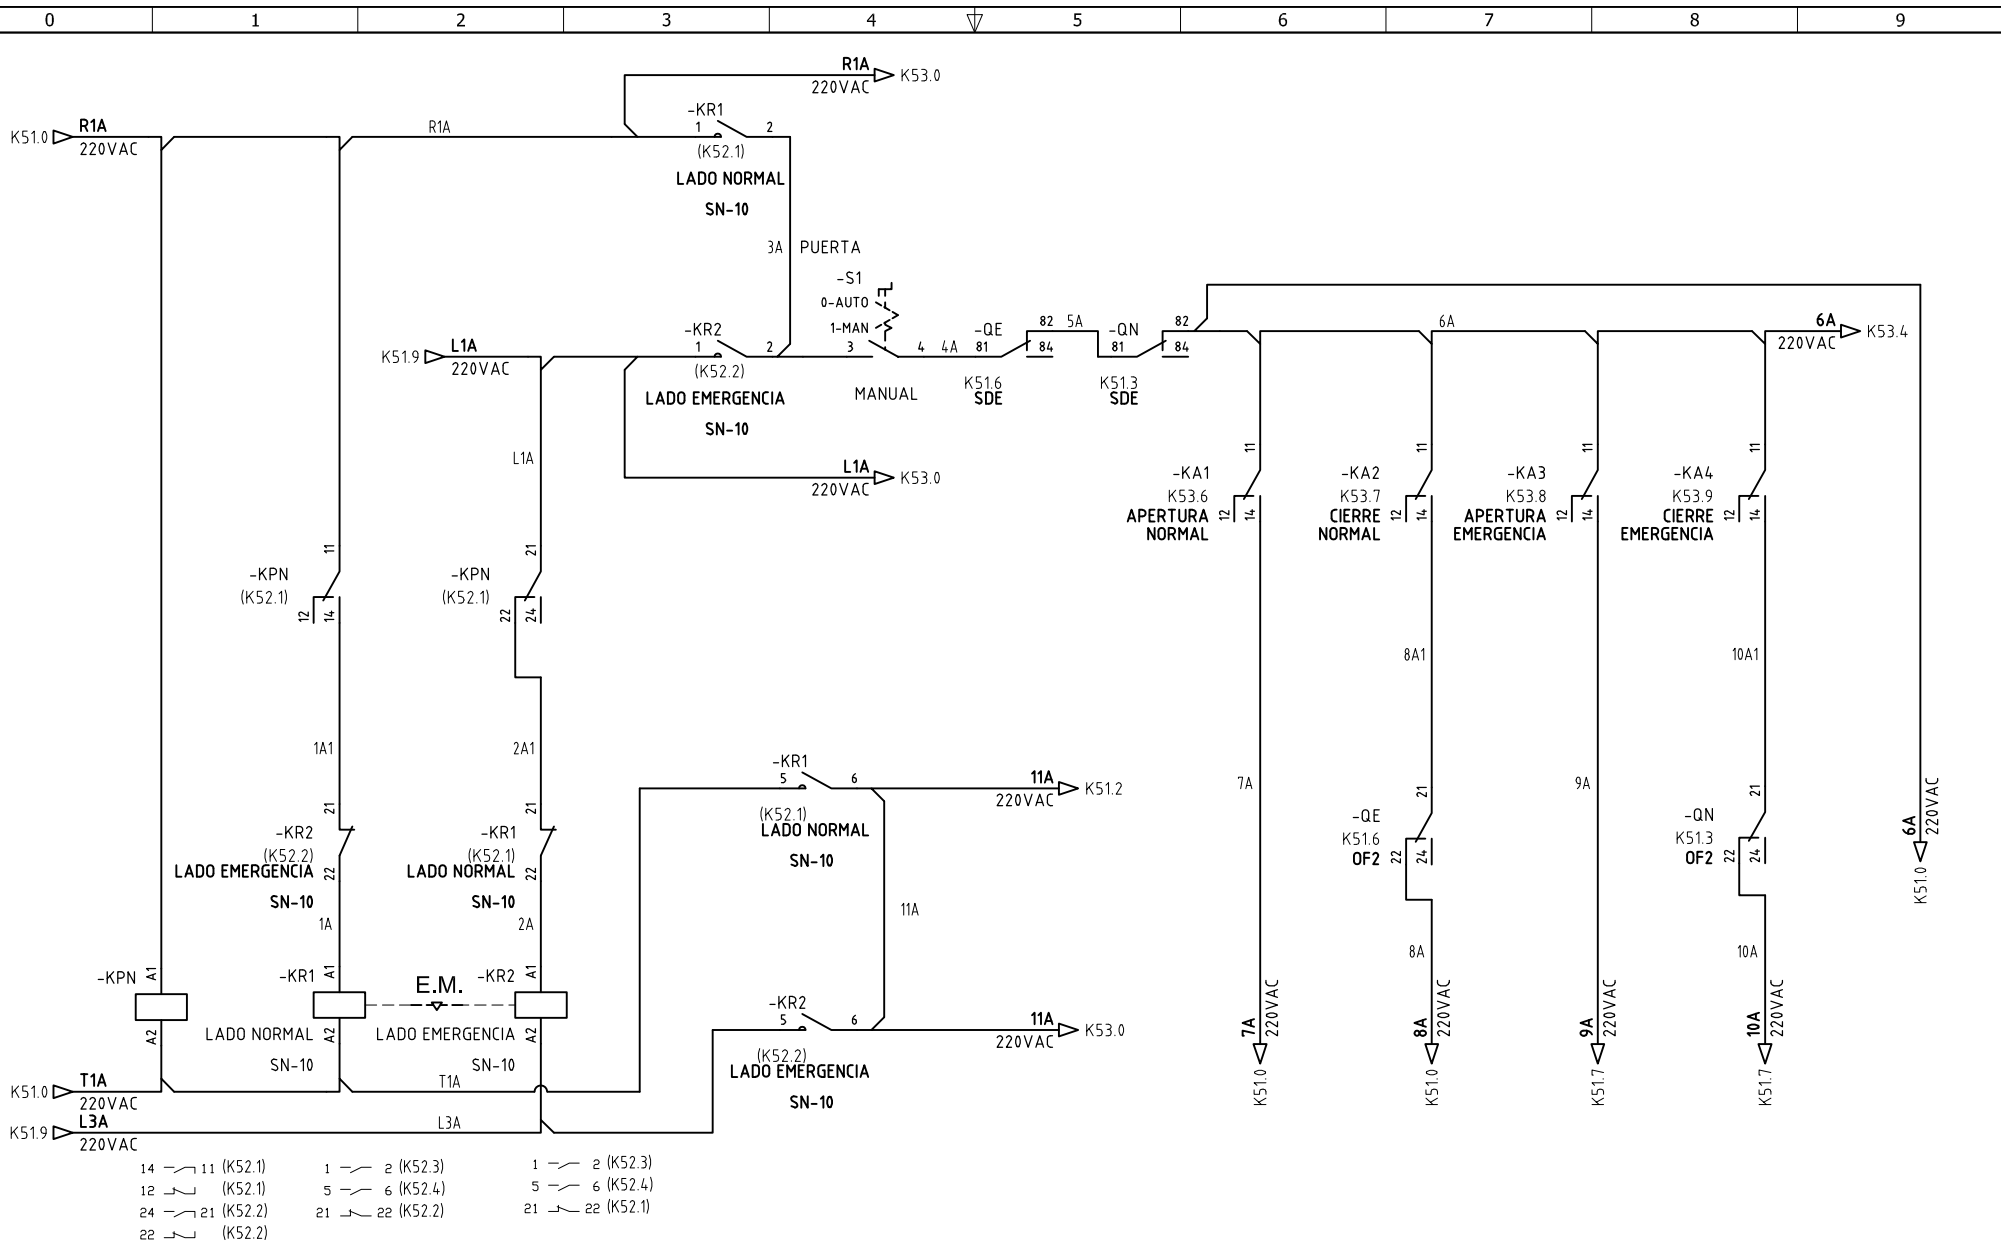 0 1 2 3 4 5 6 7 8 9
R1A
220VAC
K53.0
K51.0
R1A
220VAC
R1A
-KR1
1 2
(K52.1)
LADO NORMAL
SN-10
3A
PUERTA
-S1
0-AUTO
1-MAN
3 4
4A
MANUAL
K51.9
L1A
220VAC
-KR2
1 2
(K52.2)
LADO EMERGENCIA
SN-10
-QE
81 82 84
K51.6
SDE
5A
-QN
81 82 84
K51.3
SDE
6A
6A
220VAC
K53.4
L1A
L1A
220VAC
K53.0
11
-KA1
K53.6
APERTURA
NORMAL
12 14
11
-KA2
K53.7
CIERRE
NORMAL
12 14
11
-KA3
K53.8
APERTURA
EMERGENCIA
12 14
11
-KA4
K53.9
CIERRE
EMERGENCIA
12 14
11
-KPN
(K52.1)
12 14
21
-KPN
(K52.1)
22 24
8A1
10A1
1A1
2A1
-KR1
5 6
(K52.1)
LADO NORMAL
SN-10
11A
220VAC
K51.2
7A
9A
21
-KR2
(K52.2)
LADO EMERGENCIA
22
SN-10
1A
21
-KR1
(K52.1)
LADO NORMAL
22
SN-10
2A
21
-QE
K51.6
OF2
22 24
21
-QN
K51.3
OF2
22 24
6A
220VAC
K51.0
11A
8A
10A
-KPN
A1
A2
-KR1
A1
LADO NORMAL
A2
SN-10
E.M.
-KR2
A1
LADO EMERGENCIA
A2
SN-10
-KR2
5 6
(K52.2)
LADO EMERGENCIA
SN-10
11A
220VAC
K53.0
7A
220VAC
K51.0
8A
220VAC
K51.0
9A
220VAC
K51.7
10A
220VAC
K51.7
K51.0
T1A
220VAC
T1A
K51.9
L3A
220VAC
L3A
14 11 (K52.1)
12 (K52.1)
24 21 (K52.2)
22 (K52.2)
1 2 (K52.3)
5 6 (K52.4)
21 22 (K52.2)
1 2 (K52.3)
5 6 (K52.4)
21 22 (K52.1)